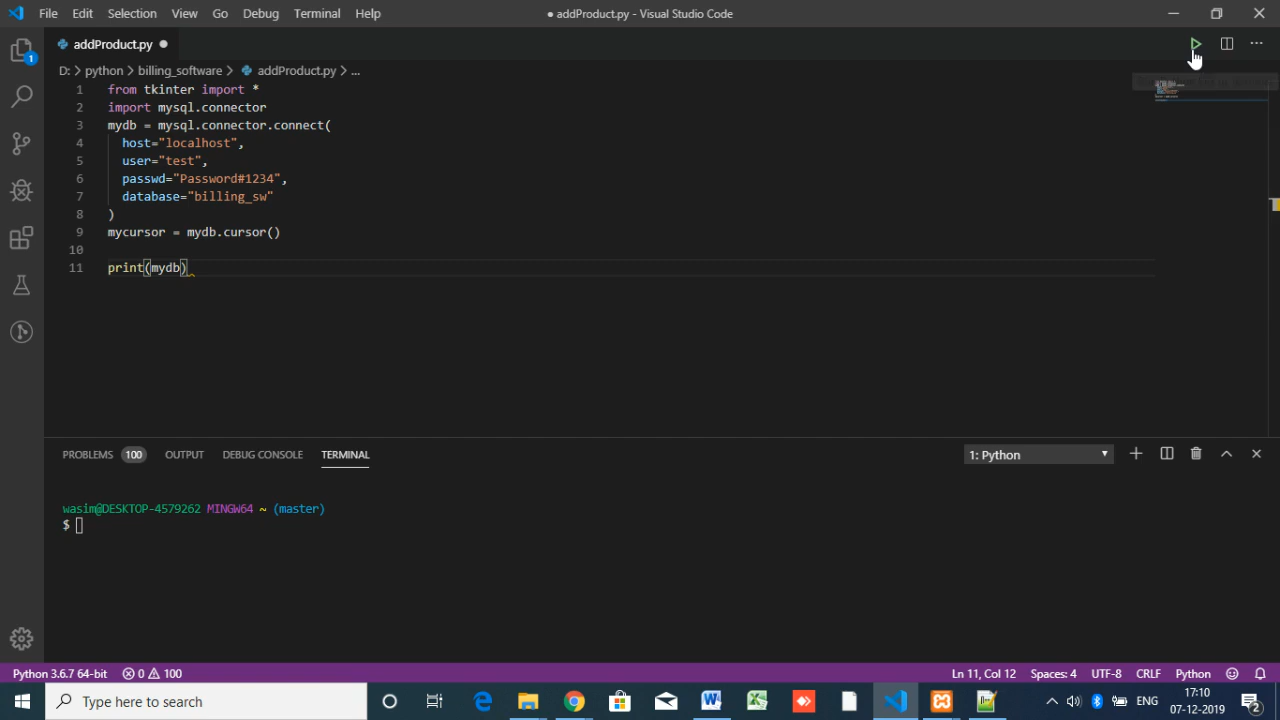 File Edit Selection View Go Debug Terminal Help
● addProduct.py - Visual Studio Code
addProduct.py
D: > python > billing_software > addProduct.py > ...
1 from tkinter import *
2 import mysql.connector
3 mydb = mysql.connector.connect(
4 host="localhost",
5 user="test",
6 passwd="Password#1234",
7 database="billing_sw"
8 )
9 mycursor = mydb.cursor()
10
11 print(mydb)
1
PROBLEMS 100 OUTPUT DEBUG CONSOLE TERMINAL
1: Python
wasim@DESKTOP-4579262 MINGW64 ~ (master)
$
Python 3.6.7 64-bit 0 100
Ln 11, Col 12 Spaces: 4 UTF-8 CRLF Python
Type here to search
ENG
17:10
07-12-2019
2